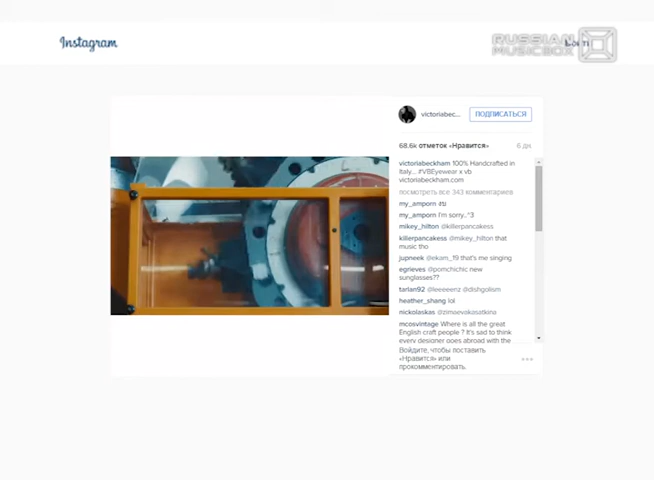 Instagram
RUSSIAN
MUSICBOX
victoriabec...
ПОДПИСАТЬСЯ
68.6k отметок «Нравится»
6 дн.
victoriabeckham 100% Handcrafted in
Italy... #VBEyewear x vb
victoriabeckham.com
посмотреть все 343 комментариев
my_amporn
my_amporn I'm sorry..^3
mikey_hilton @killerpancakess
killerpancakess @mikey_hilton that
music tho
jupneek @ekam_19 that's me singing
egrieves @pomchichic new
sunglasses??
tarlan92 @leeeeenz @dishgolism
heather_shang lol
nickolaskas @zimaevakasatkina
mcosvintage Where is all the great
English craft people ? It's sad to think
every designer goes abroad with the
Войдите, чтобы поставить
«Нравится» или
прокомментировать.